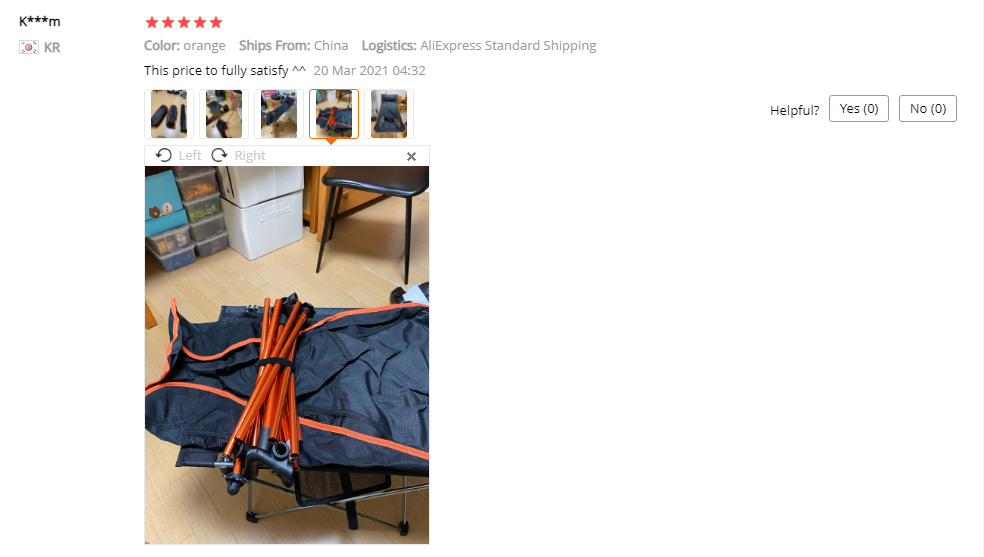 K***m
KR
Color: orange Ships From: China Logistics: AliExpress Standard Shipping
This price to fully satisfy ^^ 20 Mar 2021 04:32
Helpful? Yes (0) No (0)
Left Right